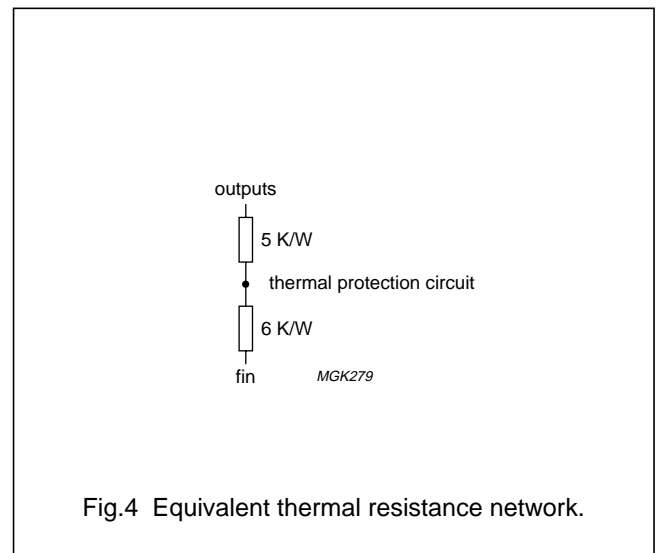 outputs
5 K/W
thermal protection circuit
6 K/W
fin MGK279
Fig.4 Equivalent thermal resistance network.